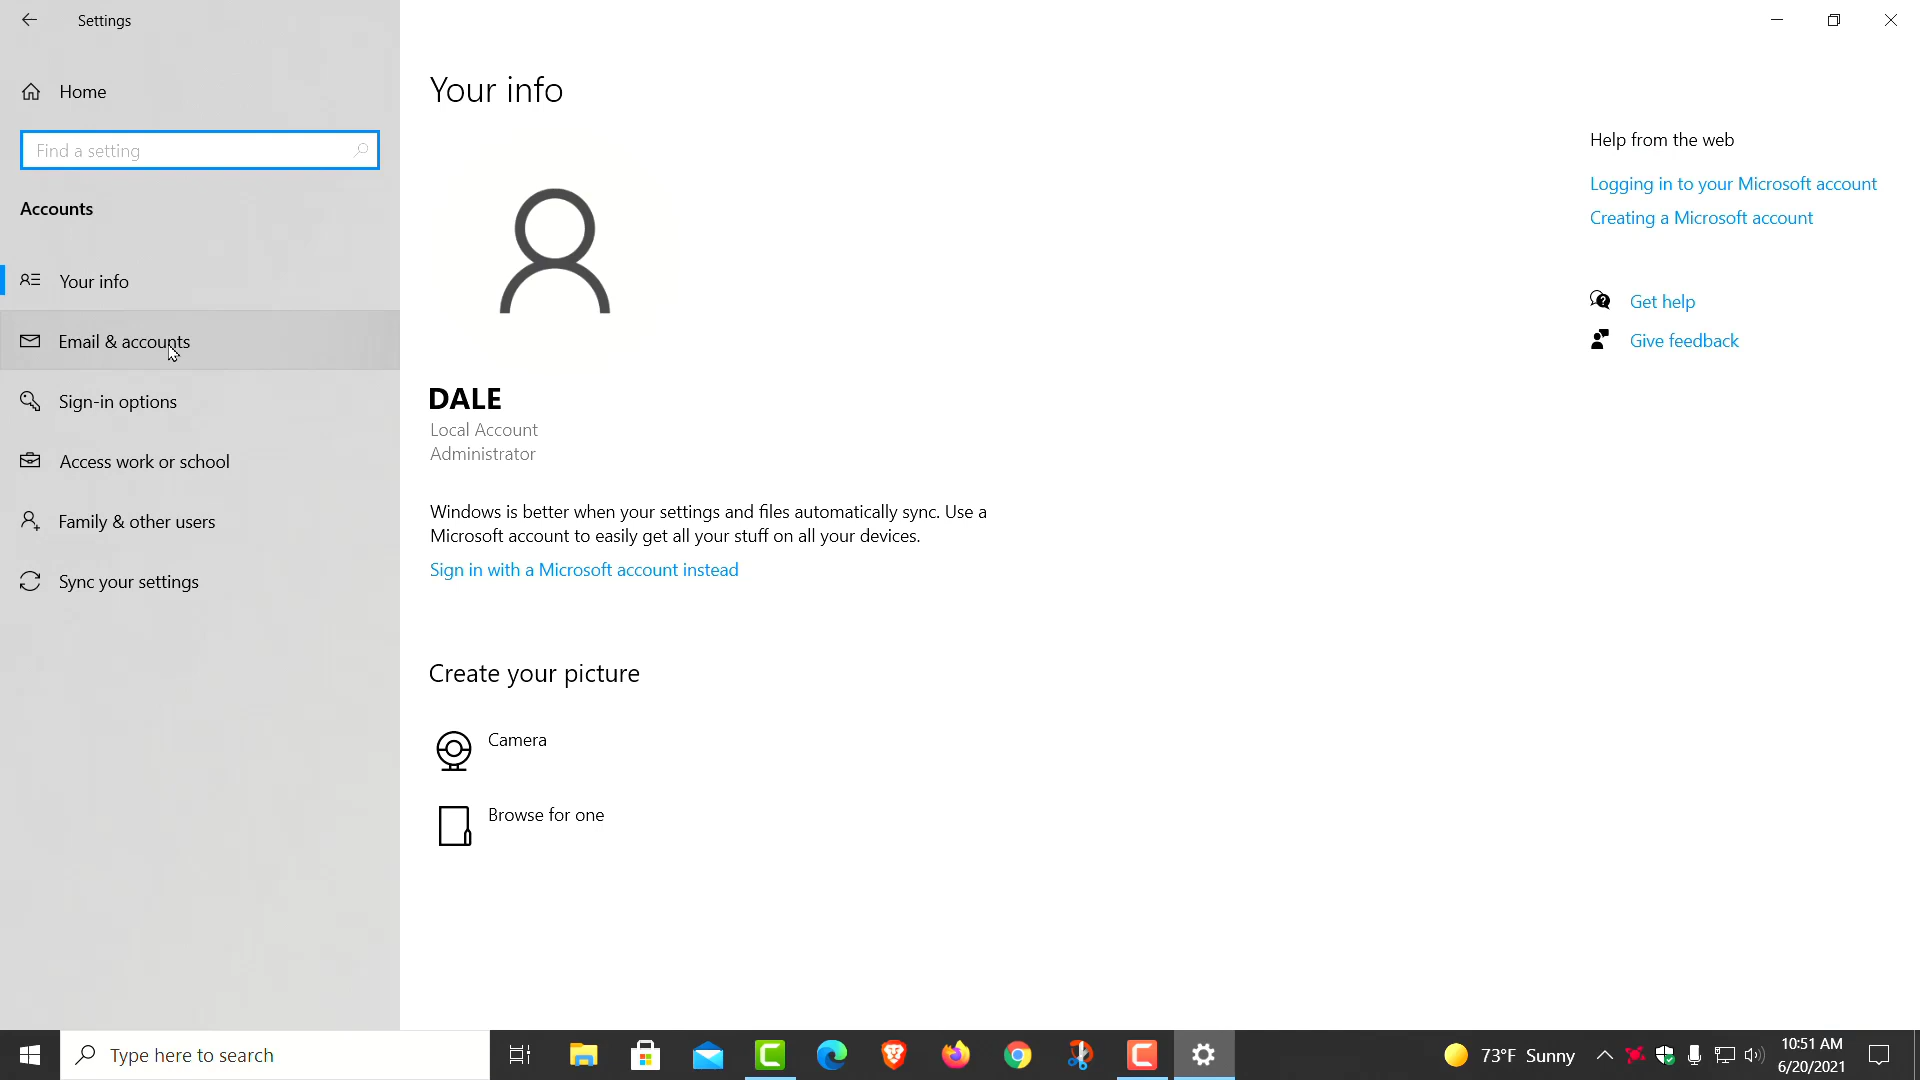 Settings
Home
Find a setting
Accounts
Your info
Email & accounts
Sign-in options
Access work or school
Family & other users
Sync your settings
Your info
DALE
Local Account
Administrator
Windows is better when your settings and files automatically sync. Use a
Microsoft account to easily get all your stuff on all your devices.
Sign in with a Microsoft account instead
Create your picture
Camera
Browse for one
Help from the web
Logging in to your Microsoft account
Creating a Microsoft account
Get help
Give feedback
Type here to search
73°F Sunny
10:51 AM
6/20/2021